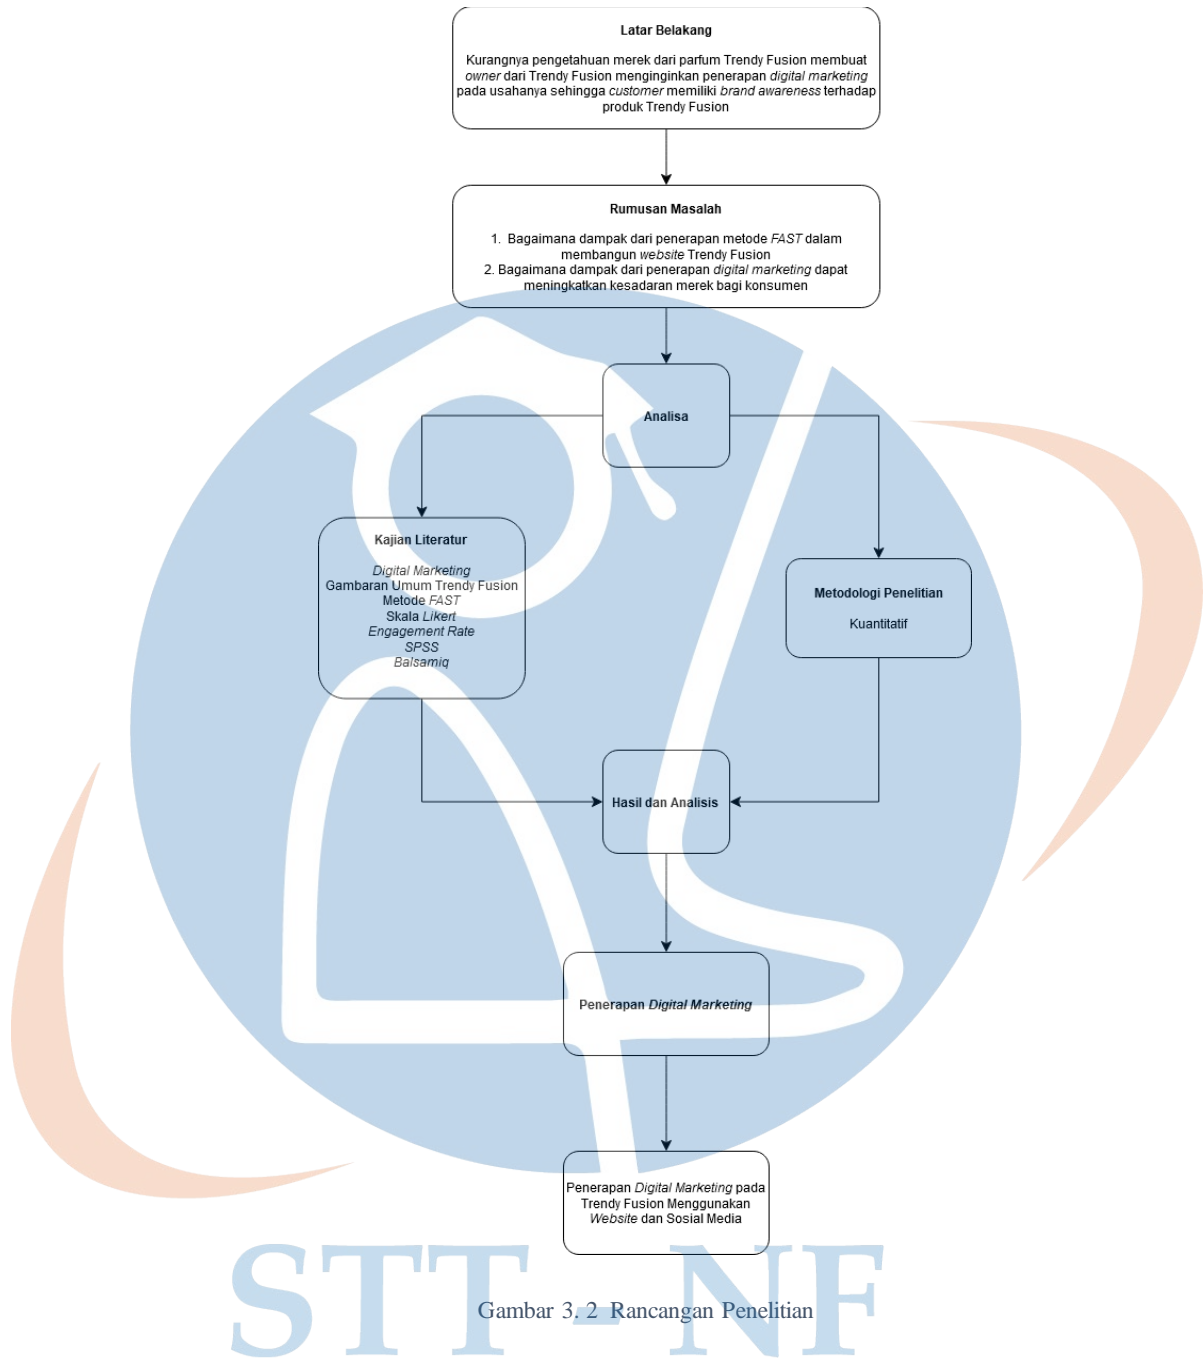 Latar Belakang
Kurangnya pengetahuan merek dari parfum Trendy Fusion membuat
owner dari Trendy Fusion menginginkan penerapan digital marketing
pada usahanya sehingga customer memiliki brand awareness terhadap
produk Trendy Fusion
Rumusan Masalah
1. Bagaimana dampak dari penerapan metode FAST dalam
membangun website Trendy Fusion
2. Bagaimana dampak dari penerapan digital marketing dapat
meningkatkan kesadaran merek bagi konsumen
Analisa
Kajian Literatur
Digital Marketing
Gambaran Umum Trendy Fusion
Metode FAST
Skala Likert
Engagement Rate
SPSS
Balsamiq
Metodologi Penelitian
Kuantitatif
Hasil dan Analisis
Penerapan Digital Marketing
Penerapan Digital Marketing pada
Trendy Fusion Menggunakan
Website dan Sosial Media
STT - NF
Gambar 3. 2 Rancangan Penelitian